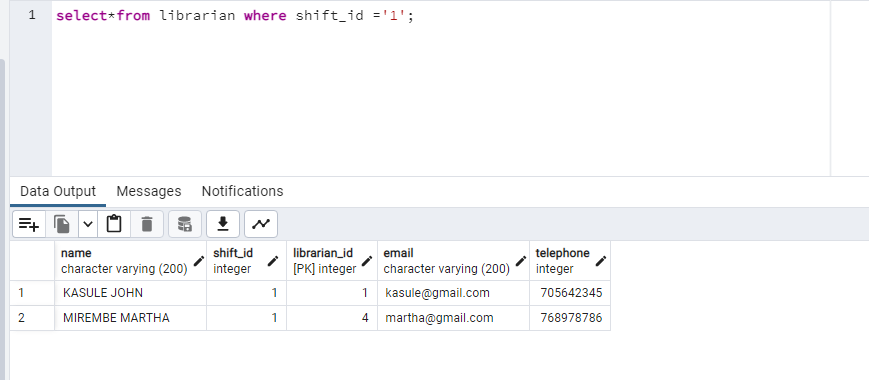 1 select*from librarian where shift_id ='1';
Data Output Messages Notifications
name shift_id librarian_id email telephone
character varying (200) integer [PK] integer character varying (200) integer
1 KASULE JOHN 1 1 kasule@gmail.com 705642345
2 MIREMBE MARTHA 1 4 martha@gmail.com 768978786